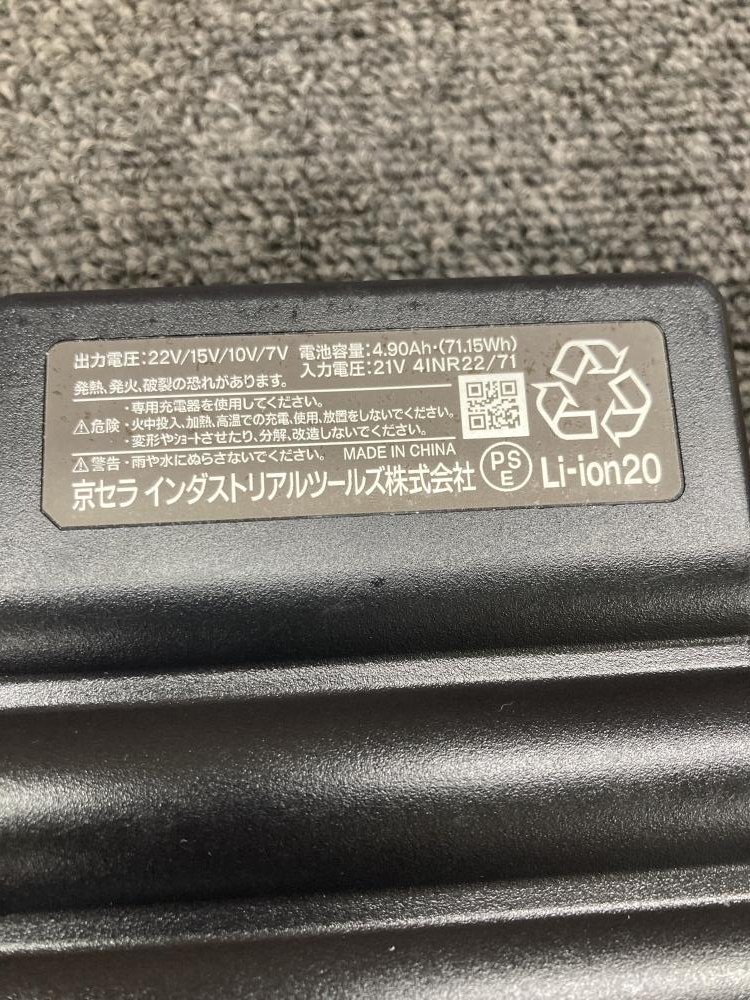 出力電圧:22V/15V/10V/7V 電池容量:4.90Ah・(71.15Wh)
入力電圧:21V 4INR22/71
発熱、発火、破裂の恐れがあります。
⚠危険・専用充電器を使用してください。
・火中投入、加熱、高温での充電、使用、放置をしないでください。
・変形やショートさせたり、分解、改造しないでください。
⚠警告・雨や水にぬらさないでください。 MADE IN CHINA
京セラ インダストリアルツールズ株式会社 PSE Li-ion20